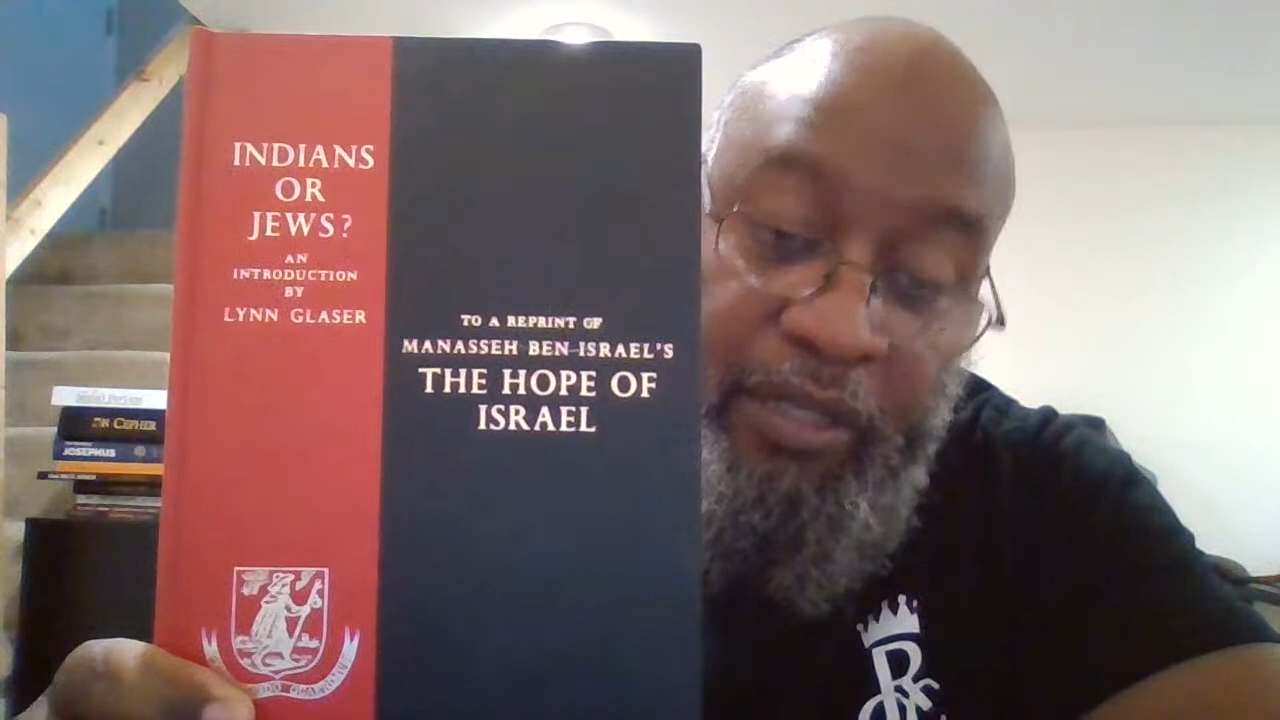 INDIANS
OR
JEWS?
AN
INTRODUCTION
BY
LYNN GLASER
TO A REPRINT OF
MANASSEH BEN-ISRAEL'S
THE HOPE OF
ISRAEL
CEPHER
JOSEPHUS